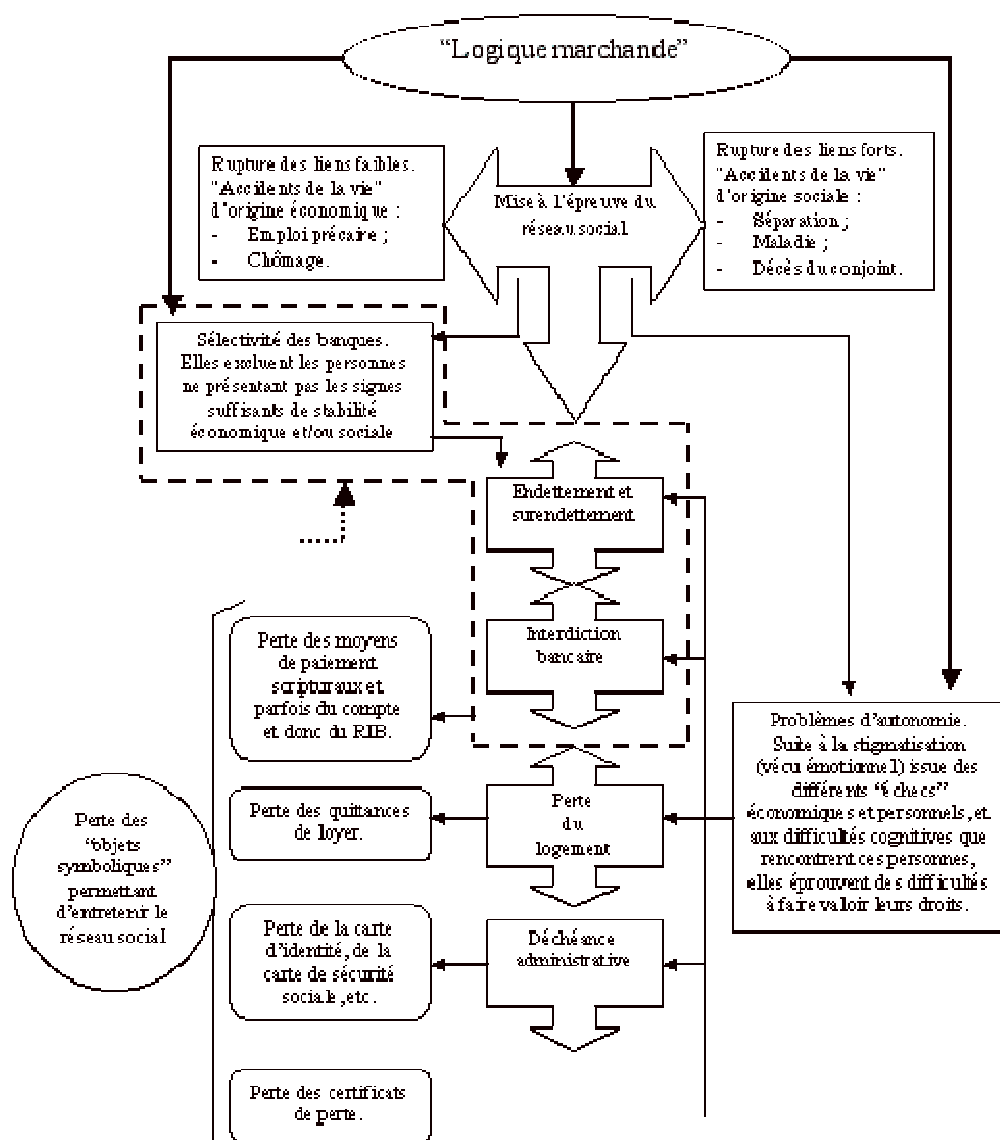 “Logique marchande”
Rupture des liens faibles.
"Accidents de la vie"
d'origine économique :
- Emploi précaire ;
- Chômage.
Mise à l'épreuve du
réseau social
Rupture des liens forts.
"Accidents de la vie"
d'origine sociale :
- Séparation ;
- Maladie ;
- Décès du conjoint.
Sélectivité des banques.
Elles excluent les personnes
ne présentant pas les signes
suffisants de stabilité
économique et/ou sociale
Endettement et
surendettement
Interdiction
bancaire
Perte des moyens
de paiement
scripturaux et
parfois du compte
et donc du RIB.
Problèmes d'autonomie.
Suite à la stigmatisation
(vécu émotionnel) issue des
différents “échecs”
économiques et personnels, et
aux difficultés cognitives que
rencontrent ces personnes,
elles éprouvent des difficultés
à faire valoir leurs droits.
Perte des quittances
de loyer.
Perte
du
logement
Perte des
“objets
symboliques”
permettant
d'entretenir le
réseau social
Perte de la carte
d'identité, de la
carte de sécurité
sociale, etc.
Déchéance
administrative
Perte des certificats
de perte.